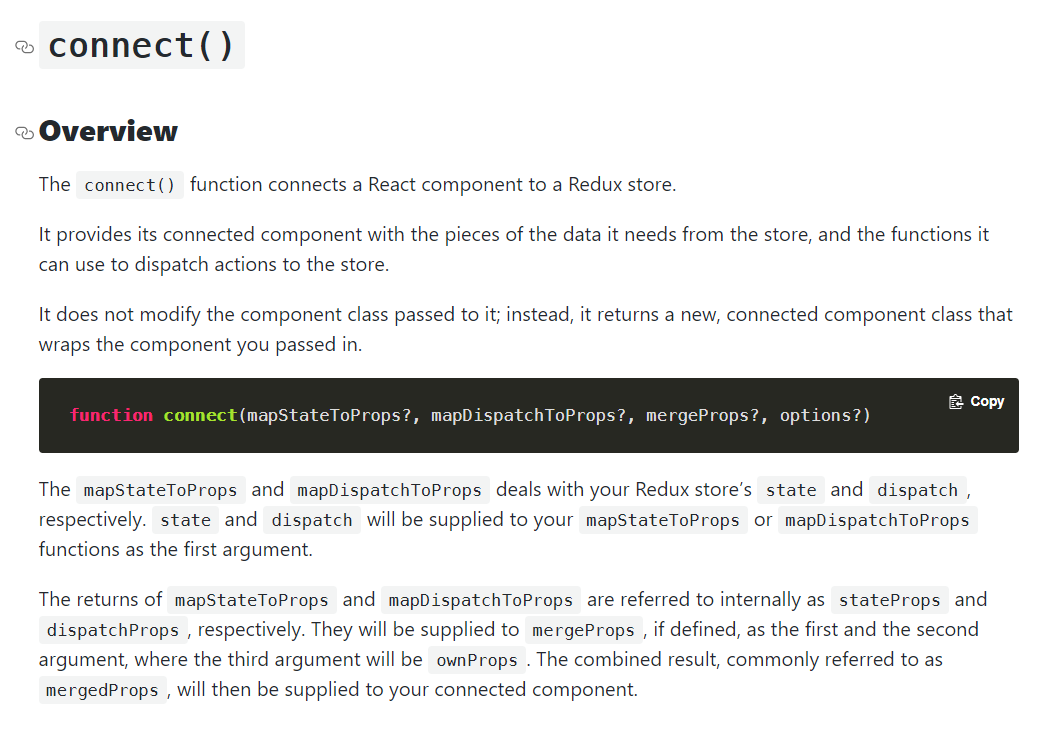 connect()
Overview
The connect() function connects a React component to a Redux store.
It provides its connected component with the pieces of the data it needs from the store, and the functions it
can use to dispatch actions to the store.
It does not modify the component class passed to it; instead, it returns a new, connected component class that
wraps the component you passed in.
Copy
function connect(mapStateToProps?, mapDispatchToProps?, mergeProps?, options?)
The mapStateToProps and mapDispatchToProps deals with your Redux store’s state and dispatch ,
respectively. state and dispatch will be supplied to your mapStateToProps or mapDispatchToProps
functions as the first argument.
The returns of mapStateToProps and mapDispatchToProps are referred to internally as stateProps and
dispatchProps , respectively. They will be supplied to mergeProps , if defined, as the first and the second
argument, where the third argument will be ownProps . The combined result, commonly referred to as
mergedProps , will then be supplied to your connected component.